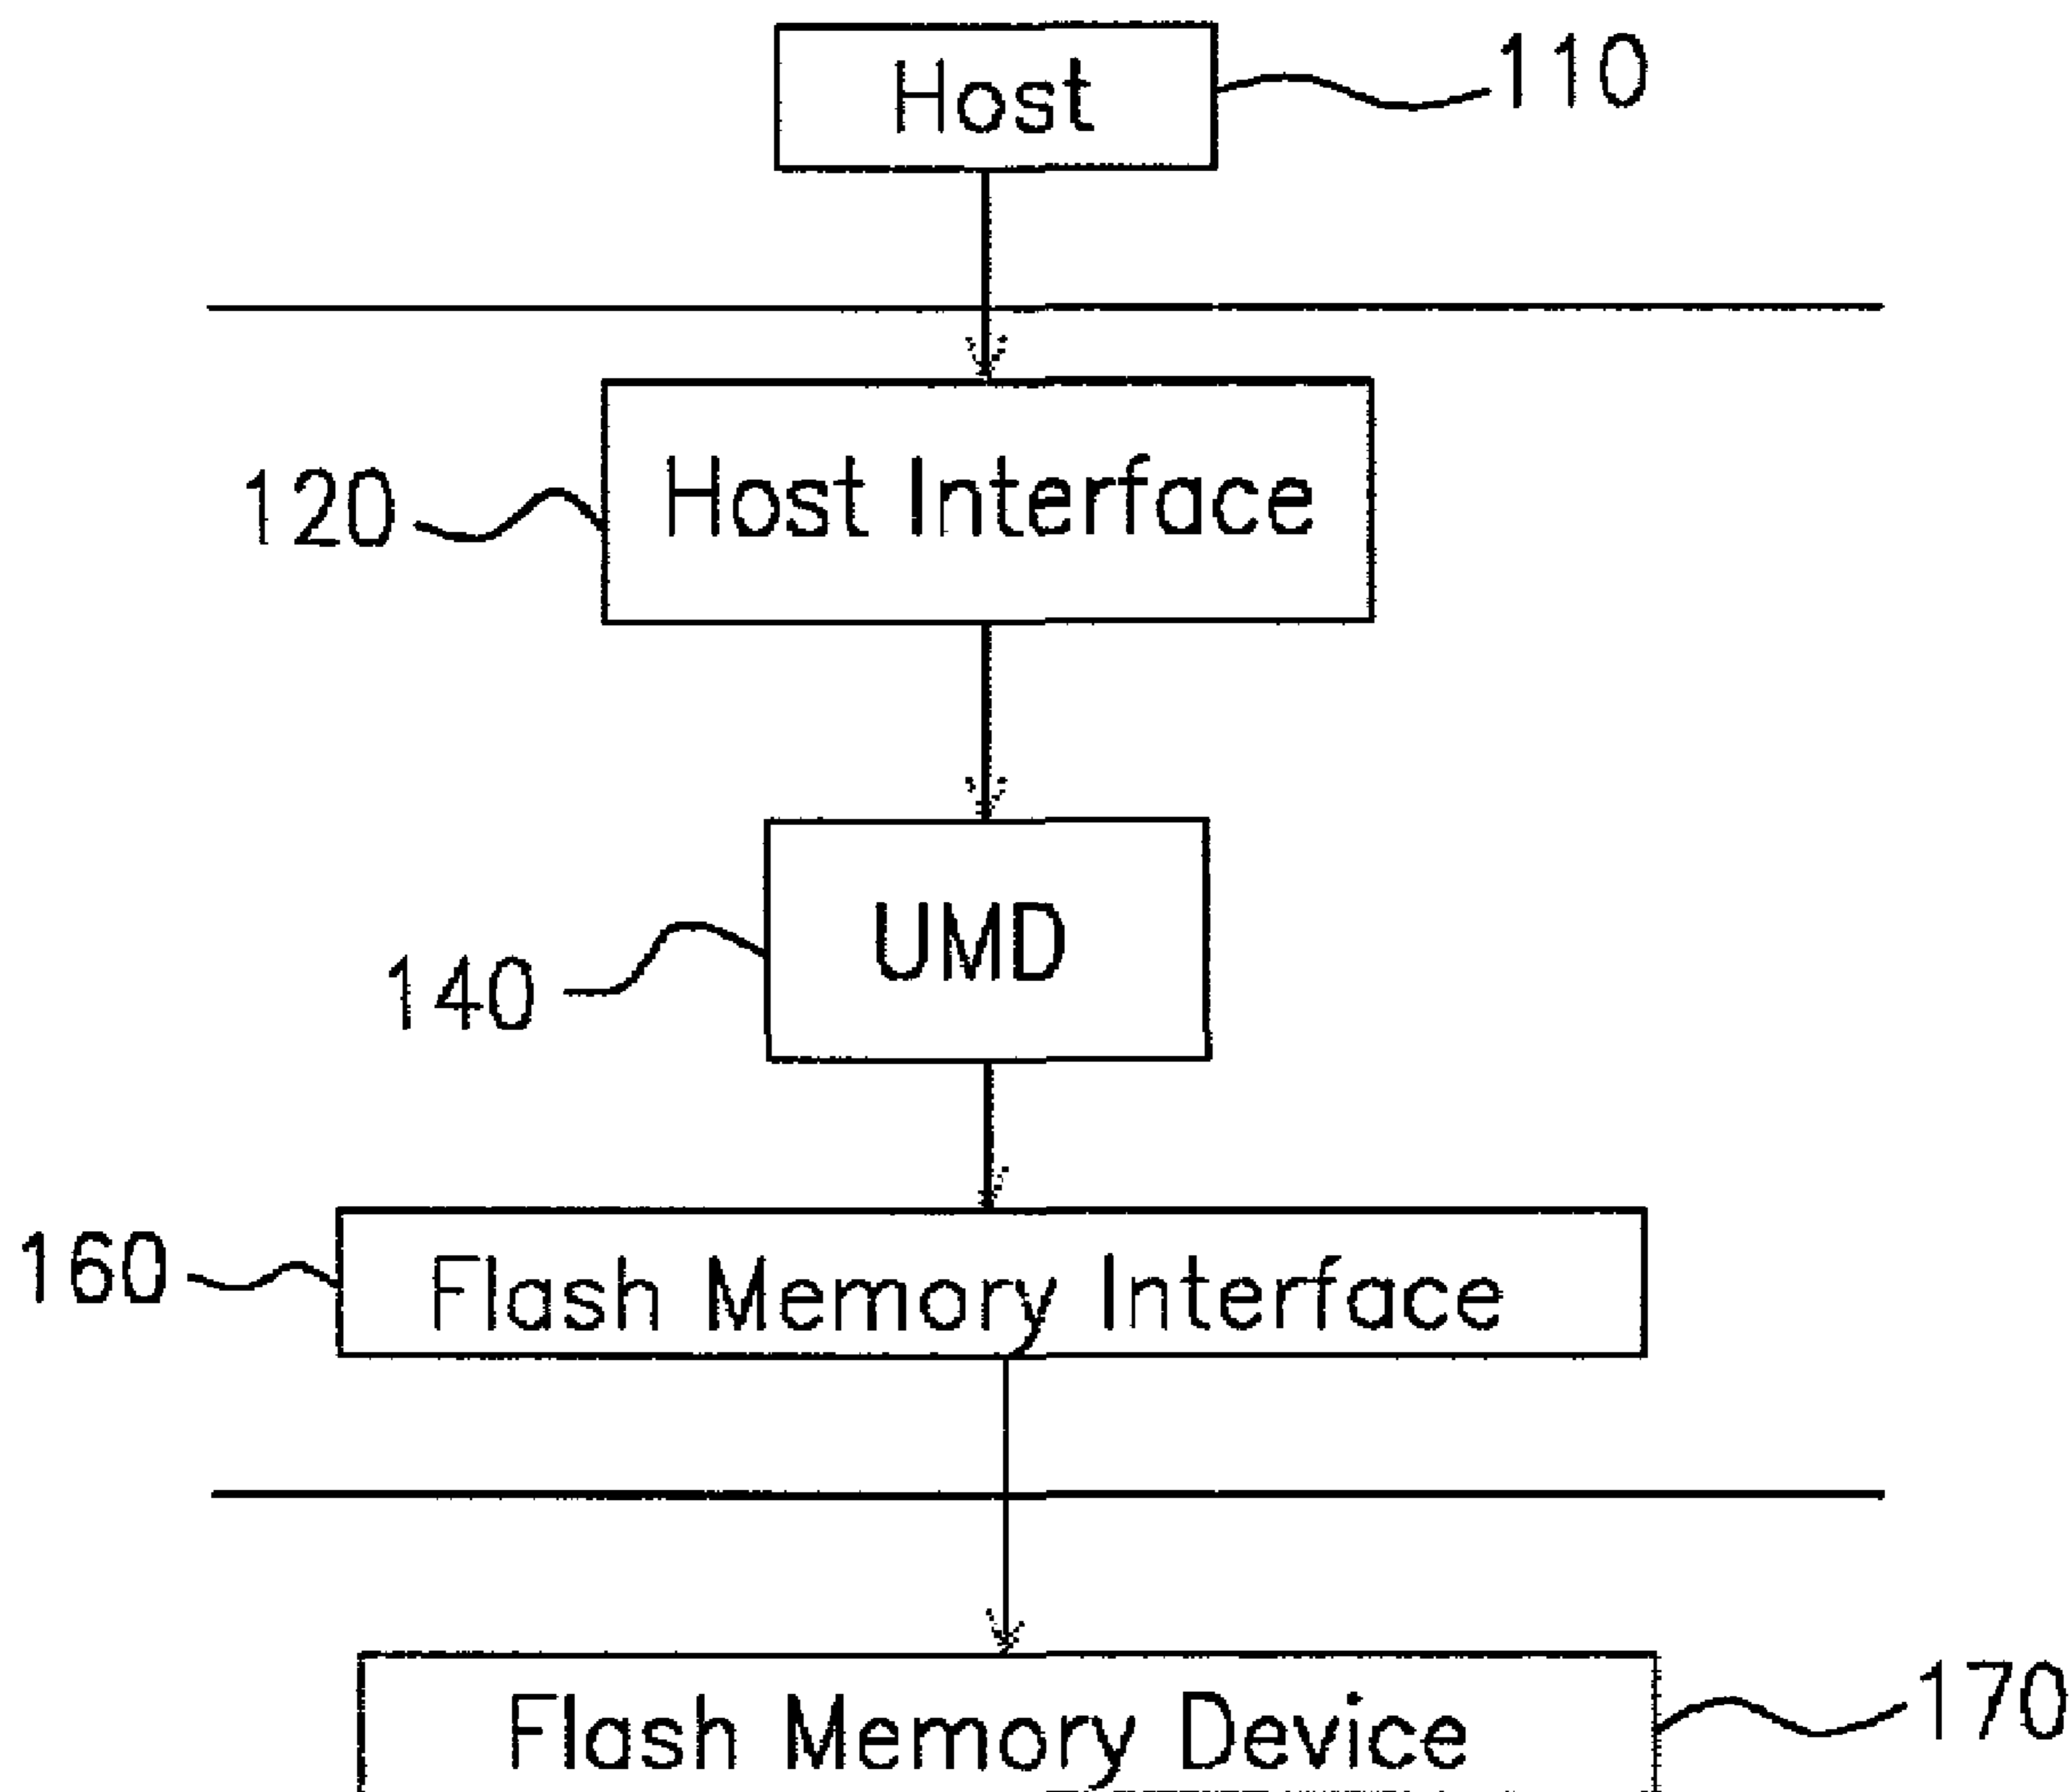 Host
110
120
Host Interface
UMD
140
160
Flash Memory Interface
Flash Memory Device
170